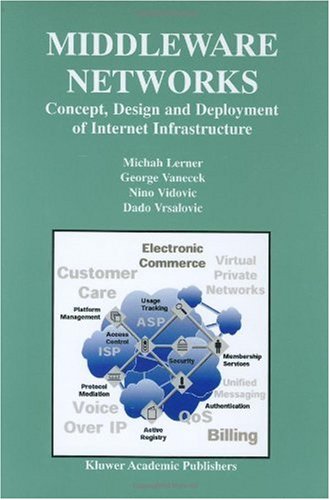 MIDDLEWARE
NETWORKS
Concept, Design and Deployment
of Internet Infrastructure
Michah Lerner
George Vanecek
Nino Vidovic
Dado Vrsalovic
Electronic
Commerce
Customer
Care
Virtual
Private
Networks
Usage
Tracking
Platform
Management
ASP
Access
Control
ISP
Security
Membership
Services
Protocol
Mediation
Unified
Messaging
Authentication
Voice
Over IP
QoS
Active
Registry
Billing
Kluwer Academic Publishers